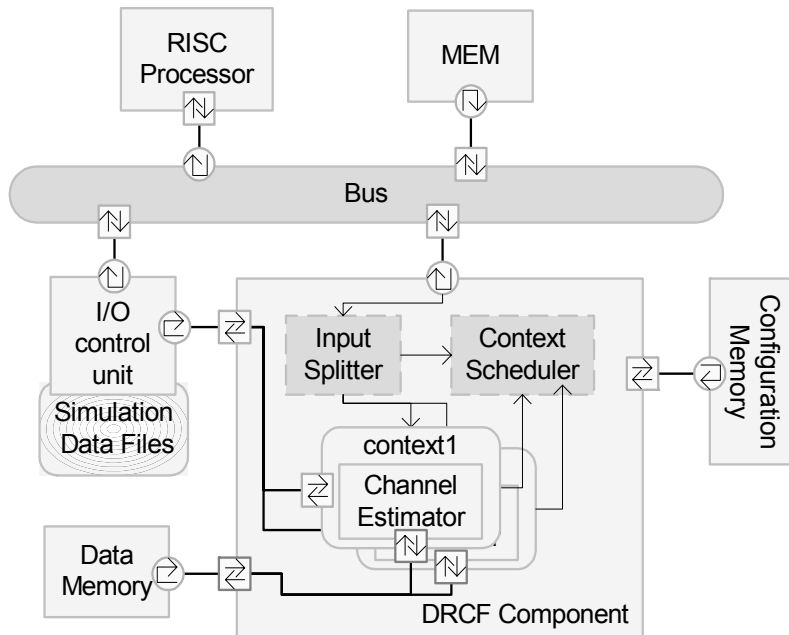 RISC
Processor
MEM
Bus
I/O
control
unit
Simulation
Data Files
Input
Splitter
Context
Scheduler
Configuration
Memory
context1
Channel
Estimator
Data
Memory
DRCF Component